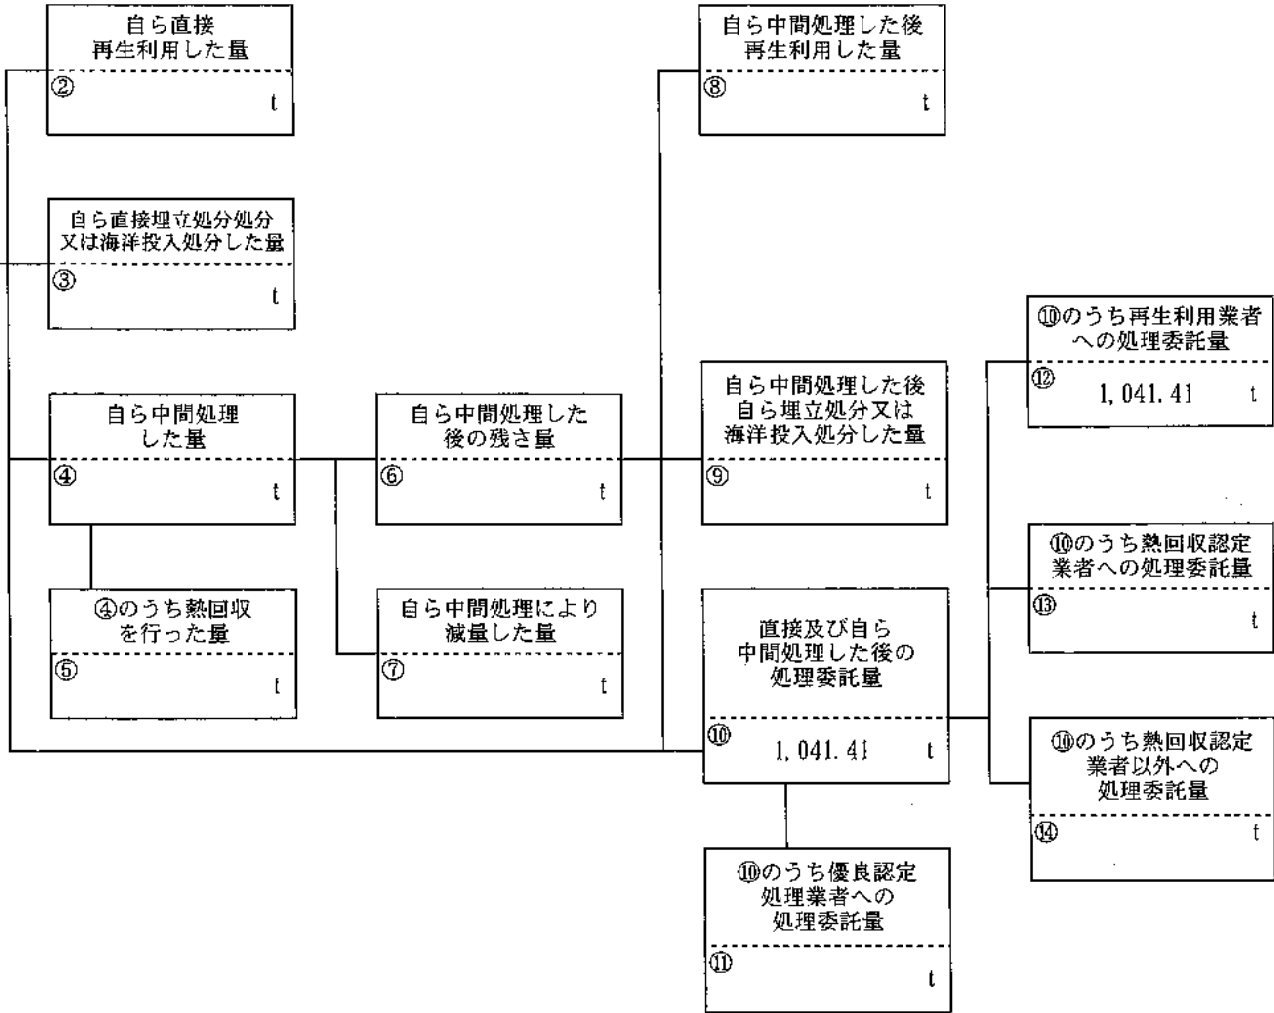 自ら直接
再生利用した量
②
t
自ら中間処理した後
再生利用した量
⑧
t
自ら直接埋立処分処分
又は海洋投入処分した量
③
t
⑩のうち再生利用業者
への処理委託量
⑫
1,041.41 t
自ら中間処理
した量
④
t
自ら中間処理した
後の残さ量
⑥
t
自ら中間処理した後
自ら埋立処分又は
海洋投入処分した量
⑨
t
⑩のうち熱回収認定
業者への処理委託量
⑬
t
④のうち熱回収
を行った量
⑤
t
自ら中間処理により
減量した量
⑦
t
直接及び自ら
中間処理した後の
処理委託量
⑩
1,041.41 t
⑩のうち熱回収認定
業者以外への
処理委託量
⑭
t
⑩のうち優良認定
処理業者への
処理委託量
⑪
t